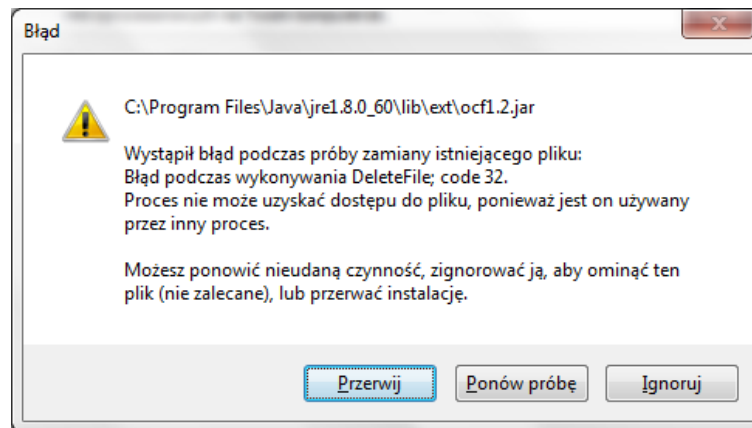 Błąd
C:\Program Files\Java\jre1.8.0_60\lib\ext\ocf1.2.jar
Wystąpił błąd podczas próby zamiany istniejącego pliku:
Błąd podczas wykonywania DeleteFile; code 32.
Proces nie może uzyskać dostępu do pliku, ponieważ jest on używany
przez inny proces.
Możesz ponowić nieudaną czynność, zignorować ją, aby ominąć ten
plik (nie zalecane), lub przerwać instalację.
Przerwij Ponów próbę Ignoruj